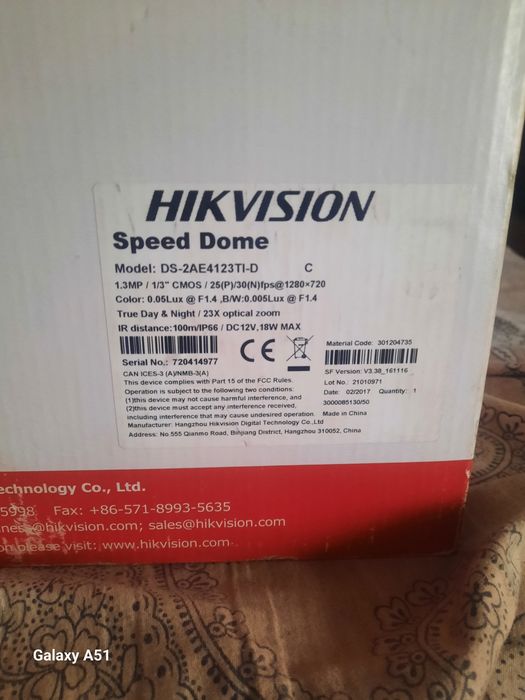 HIKVISION
Speed Dome
Model: DS-2AE4123TI-D C
1.3MP / 1/3" CMOS / 25(P)/30(N)fps@1280×720
Color: 0.05Lux @ F1.4 ,B/W:0.005Lux @ F1.4
True Day & Night / 23X optical zoom
IR distance:100m/IP66 / DC12V,18W MAX
Serial No.: 720414977
CE
Material Code: 301204735
CAN ICES-3 (A)/NMB-3(A)
This device complies with Part 15 of the FCC Rules.
Operation is subject to the following two conditions:
(1)this device may not cause harmful interference, and
(2)this device must accept any interference received,
including interference that may cause undesired operation.
SF Version: V3.38_161116
Lot No.: 21010971
Date: 02/2017 Quantity: 1
3000085130/50
Made in China
Manufacturer: Hangzhou Hikvision Digital Technology Co.,Ltd
Address: No.555 Qianmo Road, Binjiang District, Hangzhou 310052, China
echnology Co., Ltd.
5998 Fax: +86-571-8993-5635
ness@hikvision.com; sales@hikvision.com
on please visit: www.hikvision.com
Galaxy A51